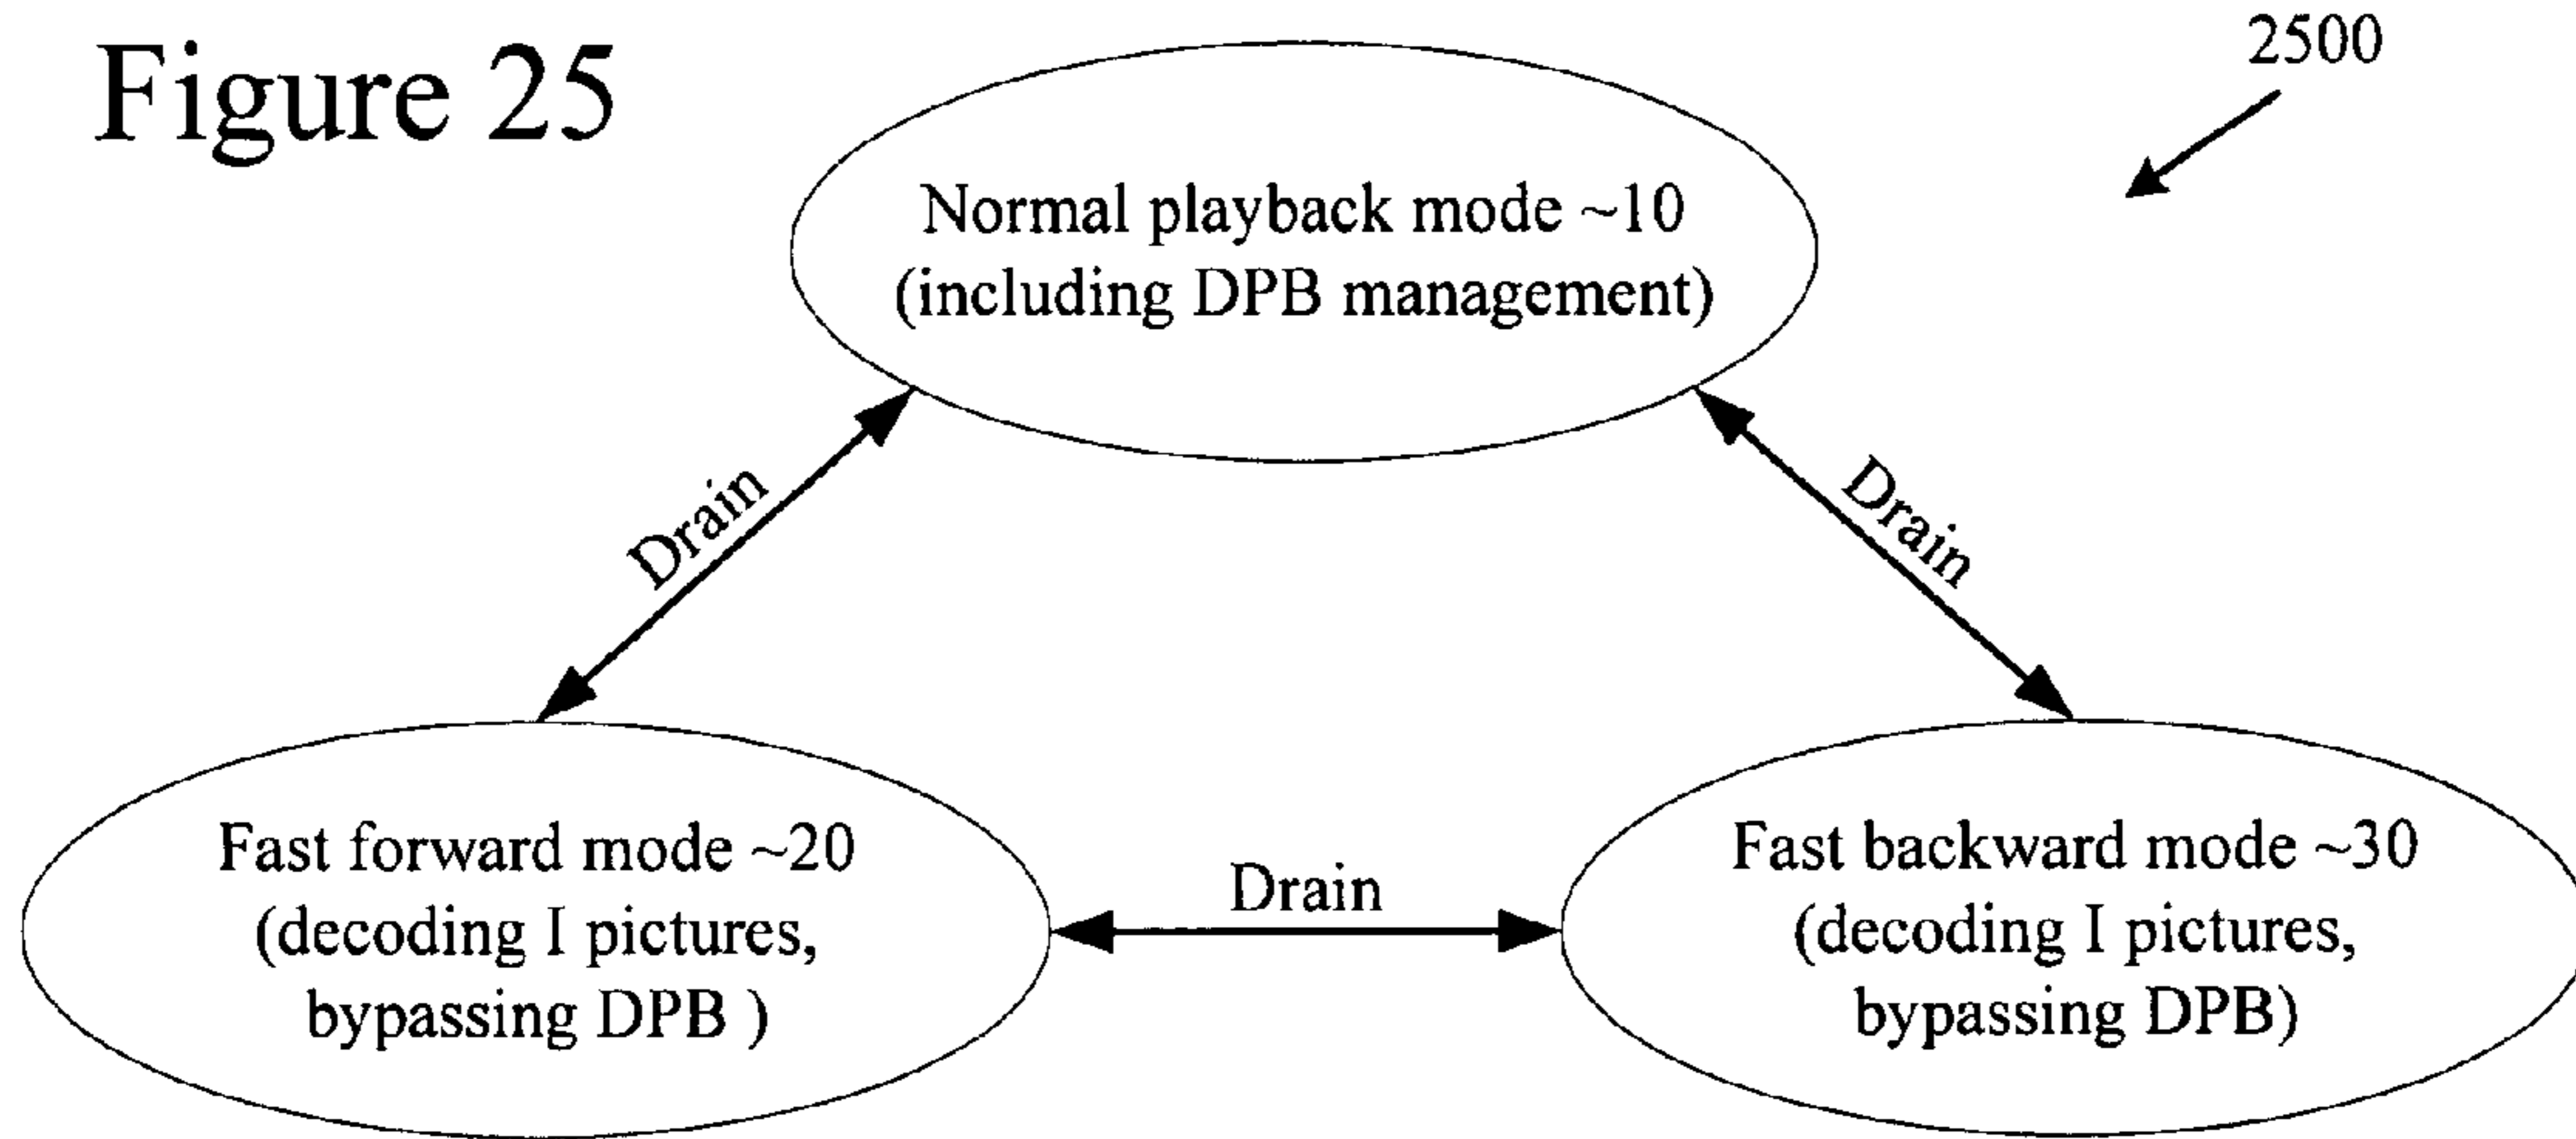 Figure 25
2500
Normal playback mode ~10
(including DPB management)
Drain
Drain
Fast forward mode ~20
(decoding I pictures,
bypassing DPB )
Drain
Fast backward mode ~30
(decoding I pictures,
bypassing DPB)